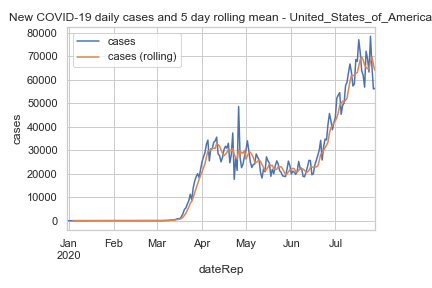 New COVID-19 daily cases and 5 day rolling mean - United_States_of_America
80000
70000
60000
50000
40000
30000
20000
10000
0
cases
cases
cases (rolling)
Jan Feb Mar Apr May Jun Jul
2020
dateRep